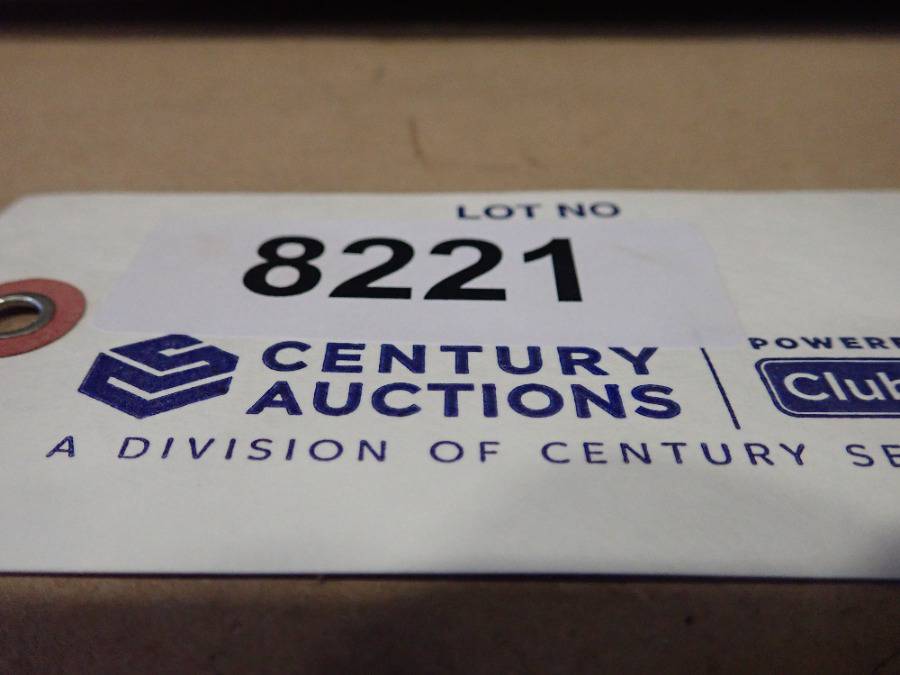 LOT NO
8221
CENTURY
AUCTIONS
A DIVISION OF CENTURY